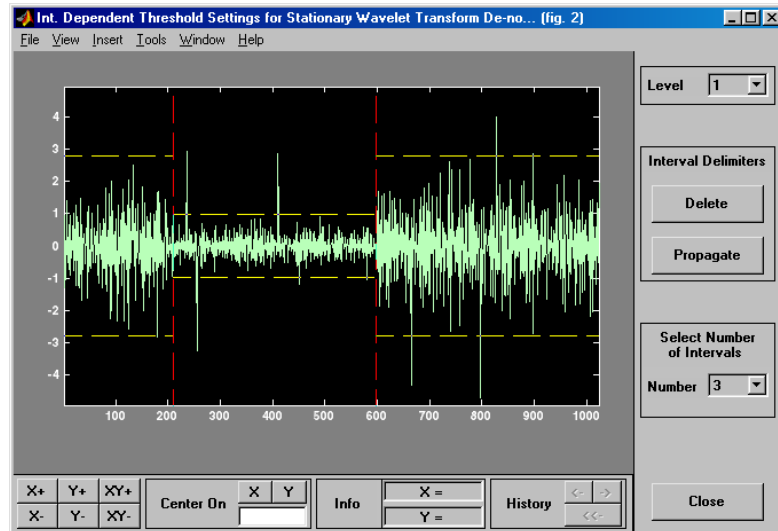 Int. Dependent Threshold Settings for Stationary Wavelet Transform De-no... (fig. 2)
File View Insert Tools Window Help
Level 1
4
3
2
1
0
-1
-2
-3
-4
100 200 300 400 500 600 700 800 900 1000
Interval Delimiters
Delete
Propagate
Select Number
of Intervals
Number 3
X+ Y+ XY+
X- Y- XY-
Center On X Y
Info X =
Y =
History <- ->
<<-
Close